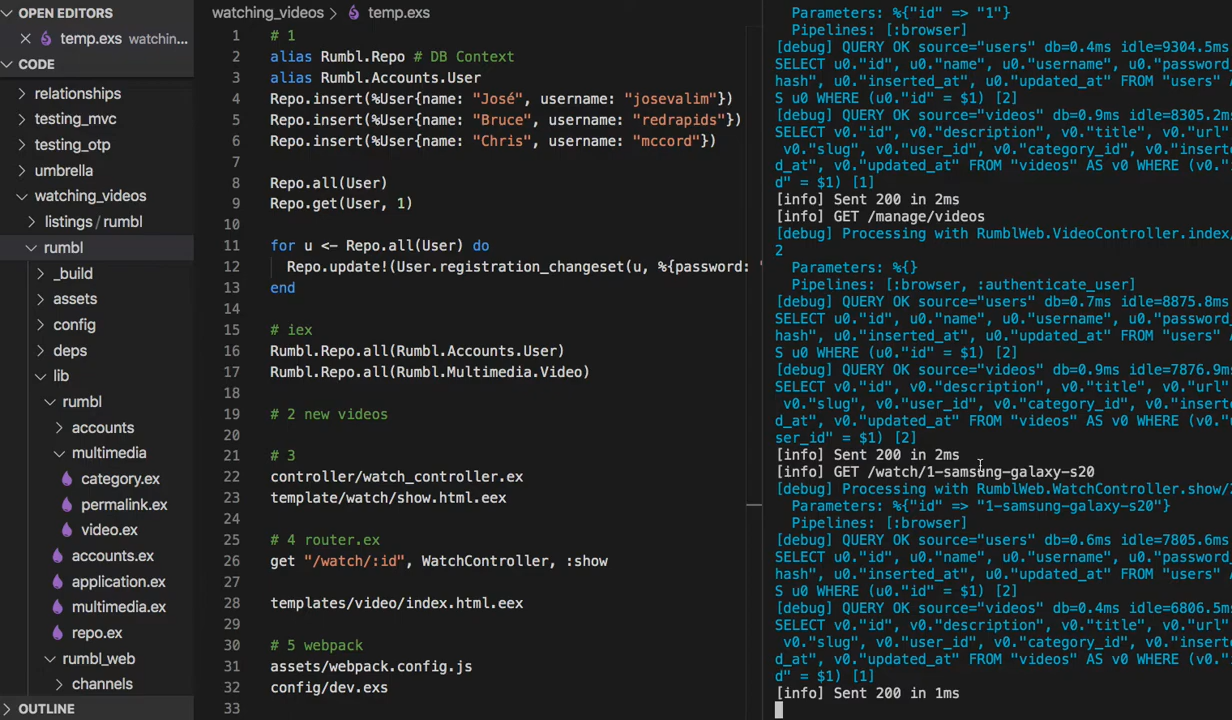 OPEN EDITORS
temp.exs watchin...
CODE
relationships
testing_mvc
testing_otp
umbrella
watching_videos
listings / rumbl
rumbl
_build
assets
config
deps
lib
rumbl
accounts
multimedia
category.ex
permalink.ex
video.ex
accounts.ex
application.ex
multimedia.ex
repo.ex
rumbl_web
channels
OUTLINE
watching_videos > temp.exs
1 # 1
2 alias Rumbl.Repo # DB Context
3 alias Rumbl.Accounts.User
4 Repo.insert(%User{name: "José", username: "josevalim"})
5 Repo.insert(%User{name: "Bruce", username: "redrapids"})
6 Repo.insert(%User{name: "Chris", username: "mccord"})
7
8 Repo.all(User)
9 Repo.get(User, 1)
10
11 for u <- Repo.all(User) do
12 Repo.update!(User.registration_changeset(u, %{password: "
13 end
14
15 # iex
16 Rumbl.Repo.all(Rumbl.Accounts.User)
17 Rumbl.Repo.all(Rumbl.Multimedia.Video)
18
19 # 2 new videos
20
21 # 3
22 controller/watch_controller.ex
23 template/watch/show.html.eex
24
25 # 4 router.ex
26 get "/watch/:id", WatchController, :show
27
28 templates/video/index.html.eex
29
30 # 5 webpack
31 assets/webpack.config.js
32 config/dev.exs
33
Parameters: %{"id" => "1"}
Pipelines: [:browser]
[debug] QUERY OK source="users" db=0.4ms idle=9304.5ms
SELECT u0."id", u0."name", u0."username", u0."password_
hash", u0."inserted_at", u0."updated_at" FROM "users" A
S u0 WHERE (u0."id" = $1) [2]
[debug] QUERY OK source="videos" db=0.9ms idle=8305.2ms
SELECT v0."id", v0."description", v0."title", v0."url",
v0."slug", v0."user_id", v0."category_id", v0."inserte
d_at", v0."updated_at" FROM "videos" AS v0 WHERE (v0."i
d" = $1) [1]
[info] Sent 200 in 2ms
[info] GET /manage/videos
[debug] Processing with RumblWeb.VideoController.index/
2
Parameters: %{}
Pipelines: [:browser, :authenticate_user]
[debug] QUERY OK source="users" db=0.7ms idle=8875.8ms
SELECT u0."id", u0."name", u0."username", u0."password_
hash", u0."inserted_at", u0."updated_at" FROM "users" A
S u0 WHERE (u0."id" = $1) [2]
[debug] QUERY OK source="videos" db=0.9ms idle=7876.9ms
SELECT v0."id", v0."description", v0."title", v0."url",
v0."slug", v0."user_id", v0."category_id", v0."inserte
d_at", v0."updated_at" FROM "videos" AS v0 WHERE (v0."u
ser_id" = $1) [2]
[info] Sent 200 in 2ms
[info] GET /watch/1-samsung-galaxy-s20
[debug] Processing with RumblWeb.WatchController.show/2
Parameters: %{"id" => "1-samsung-galaxy-s20"}
Pipelines: [:browser]
[debug] QUERY OK source="users" db=0.6ms idle=7805.6ms
SELECT u0."id", u0."name", u0."username", u0."password_
hash", u0."inserted_at", u0."updated_at" FROM "users" A
S u0 WHERE (u0."id" = $1) [2]
[debug] QUERY OK source="videos" db=0.4ms idle=6806.5ms
SELECT v0."id", v0."description", v0."title", v0."url",
v0."slug", v0."user_id", v0."category_id", v0."inserte
d_at", v0."updated_at" FROM "videos" AS v0 WHERE (v0."i
d" = $1) [1]
[info] Sent 200 in 1ms